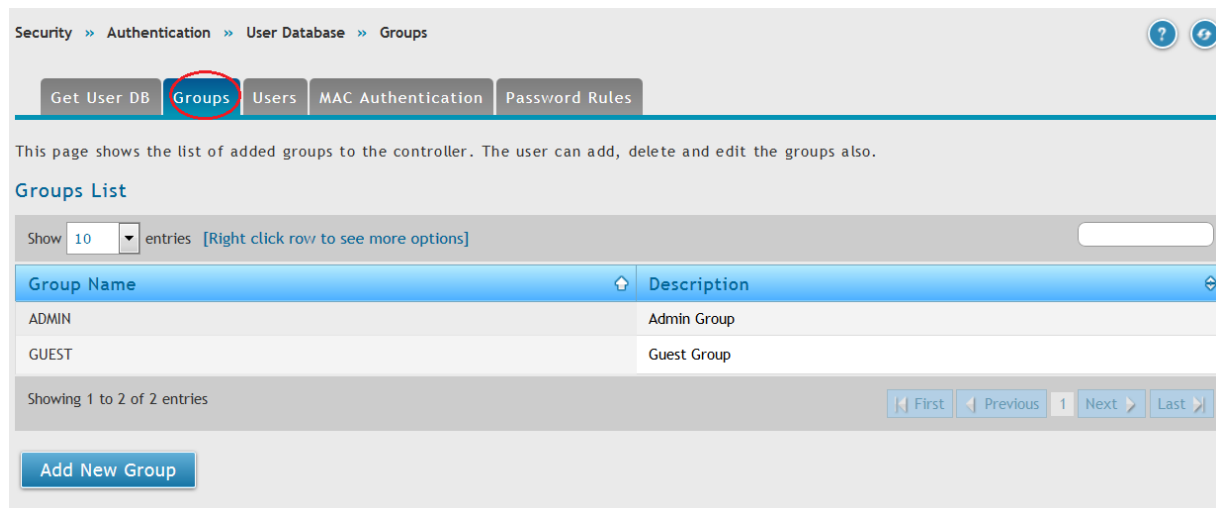 Security » Authentication » User Database » Groups
?
Get User DB Groups Users MAC Authentication Password Rules
This page shows the list of added groups to the controller. The user can add, delete and edit the groups also.
Groups List
Show 10 entries [Right click row to see more options]
Group Name Description
ADMIN Admin Group
GUEST Guest Group
Showing 1 to 2 of 2 entries First Previous 1 Next Last
Add New Group